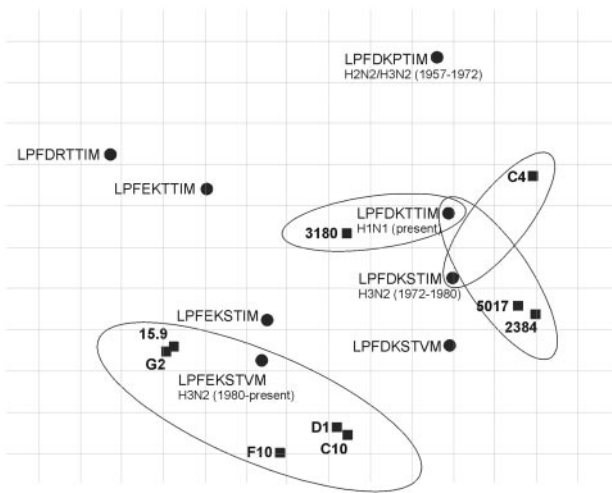 LPFDKPTIM
H2N2/H3N2 (1957-1972)
LPFDRTTIM
C4
LPFEKTTIM
LPFDKTTIM
H1N1 (present)
3180
LPFDKSTIM
H3N2 (1972-1980)
5017
2384
LPFEKSTIM
15.9
G2
LPFDKSTVM
LPFEKSTVM
H3N2 (1980-present)
D1
C10
F10